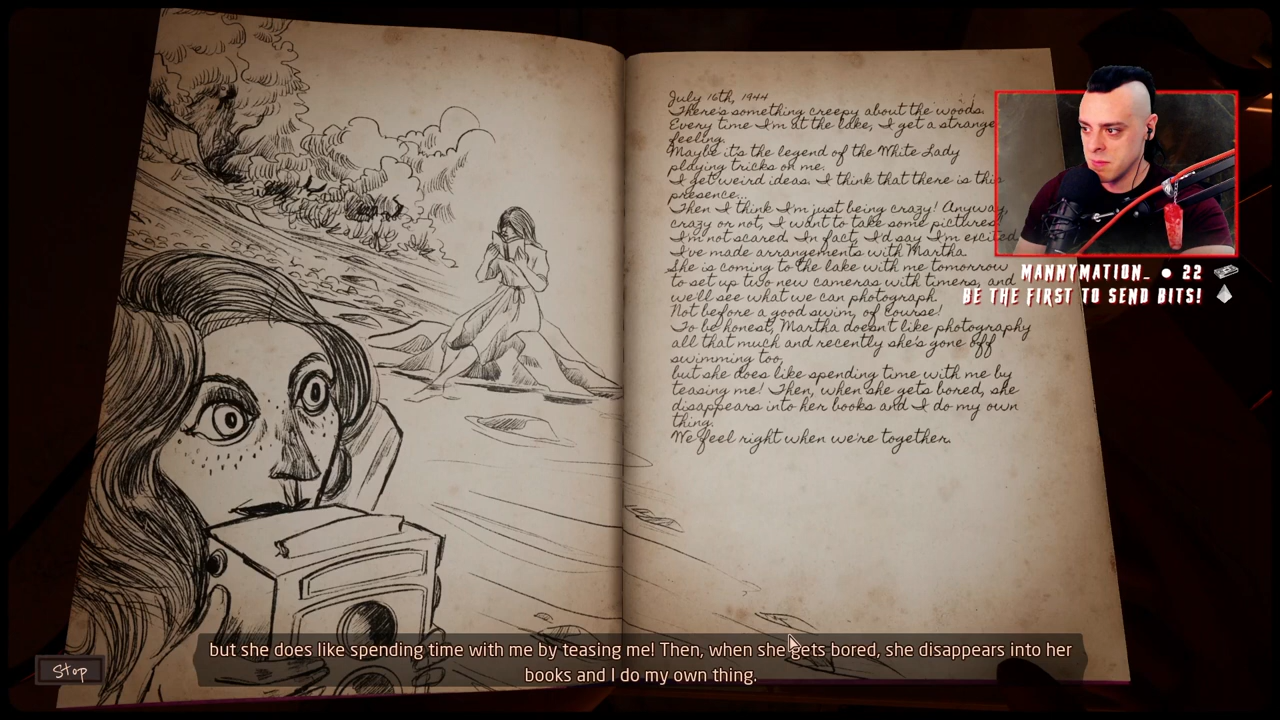 July 16th, 1944
There's something creepy about the woods.
Every time I'm at the lake, I get a strange
feeling.
Maybe it's the legend of the White Lady
playing tricks on me.
I get weird ideas. I think that there is this
presence...
Then I think I'm just being crazy! Anyway,
crazy or not, I want to take some pictures!
I'm not scared. In fact, I'd say I'm excited.
I've made arrangements with Martha.
She is coming to the lake with me tomorrow
to set up two new cameras with timers, and
we'll see what we can photograph.
Not before a good swim, of course!
To be honest, Martha doesn't like photography
all that much and recently she's gone off
swimming too,
but she does like spending time with me by
teasing me! Then, when she gets bored, she
disappears into her books and I do my own
thing.
We feel right when we're together.
MANNYMATION_ • 22
BE THE FIRST TO SEND BITS!
but she does like spending time with me by teasing me! Then, when she gets bored, she disappears into her
books and I do my own thing.
Stop